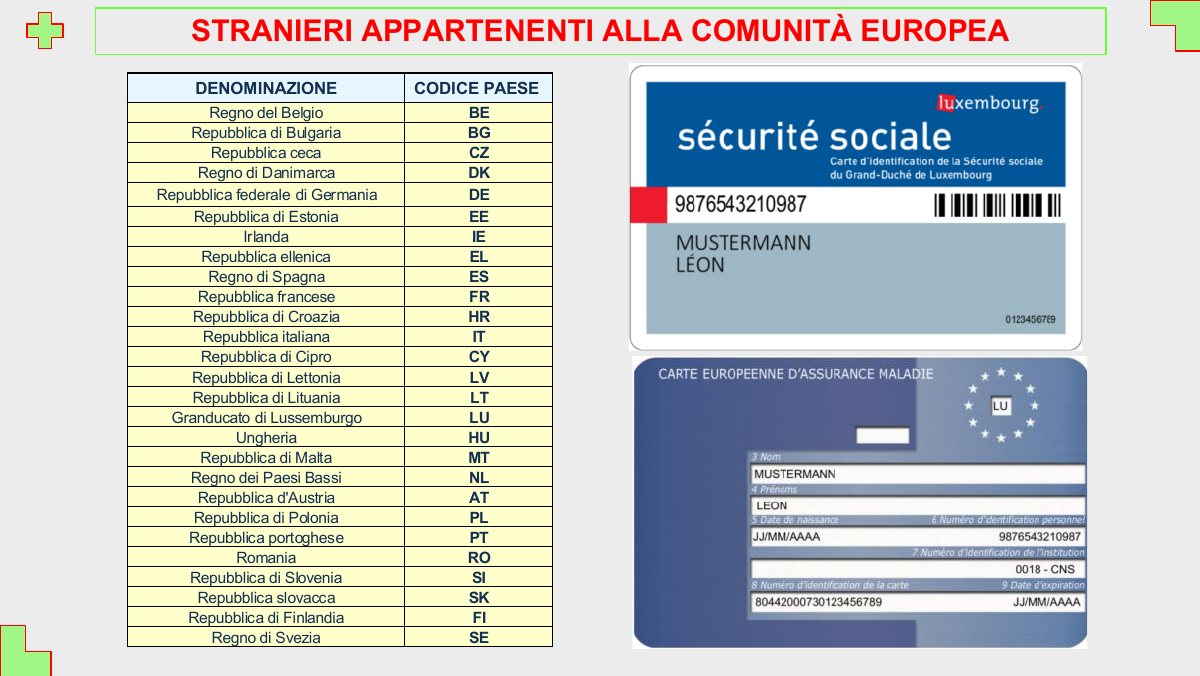 STRANIERI APPARTENENTI ALLA COMUNITÀ EUROPEA
DENOMINAZIONE CODICE PAESE
Regno del Belgio BE
Repubblica di Bulgaria BG
Repubblica ceca CZ
Regno di Danimarca DK
Repubblica federale di Germania DE
Repubblica di Estonia EE
Irlanda IE
Repubblica ellenica EL
Regno di Spagna ES
Repubblica francese FR
Repubblica di Croazia HR
Repubblica italiana IT
Repubblica di Cipro CY
Repubblica di Lettonia LV
Repubblica di Lituania LT
Granducato di Lussemburgo LU
Ungheria HU
Repubblica di Malta MT
Regno dei Paesi Bassi NL
Repubblica d'Austria AT
Repubblica di Polonia PL
Repubblica portoghese PT
Romania RO
Repubblica di Slovenia SI
Repubblica slovacca SK
Repubblica di Finlandia FI
Regno di Svezia SE
luxembourg
sécurité sociale
Carte d'identification de la Sécurité sociale
du Grand-Duché de Luxembourg
9876543210987
MUSTERMANN
LÉON
0123456789
CARTE EUROPEENNE D'ASSURANCE MALADIE
LU
3 Nom
MUSTERMANN
4 Prénoms
LEON
5 Date de naissance 6 Numéro d'identification personnel
JJ/MM/AAAA 9876543210987
7 Numéro d'identification de l'institution
0018 - CNS
8 Numéro d'identification de la carte 9 Date d'expiration
80442000730123456789 JJ/MM/AAAA